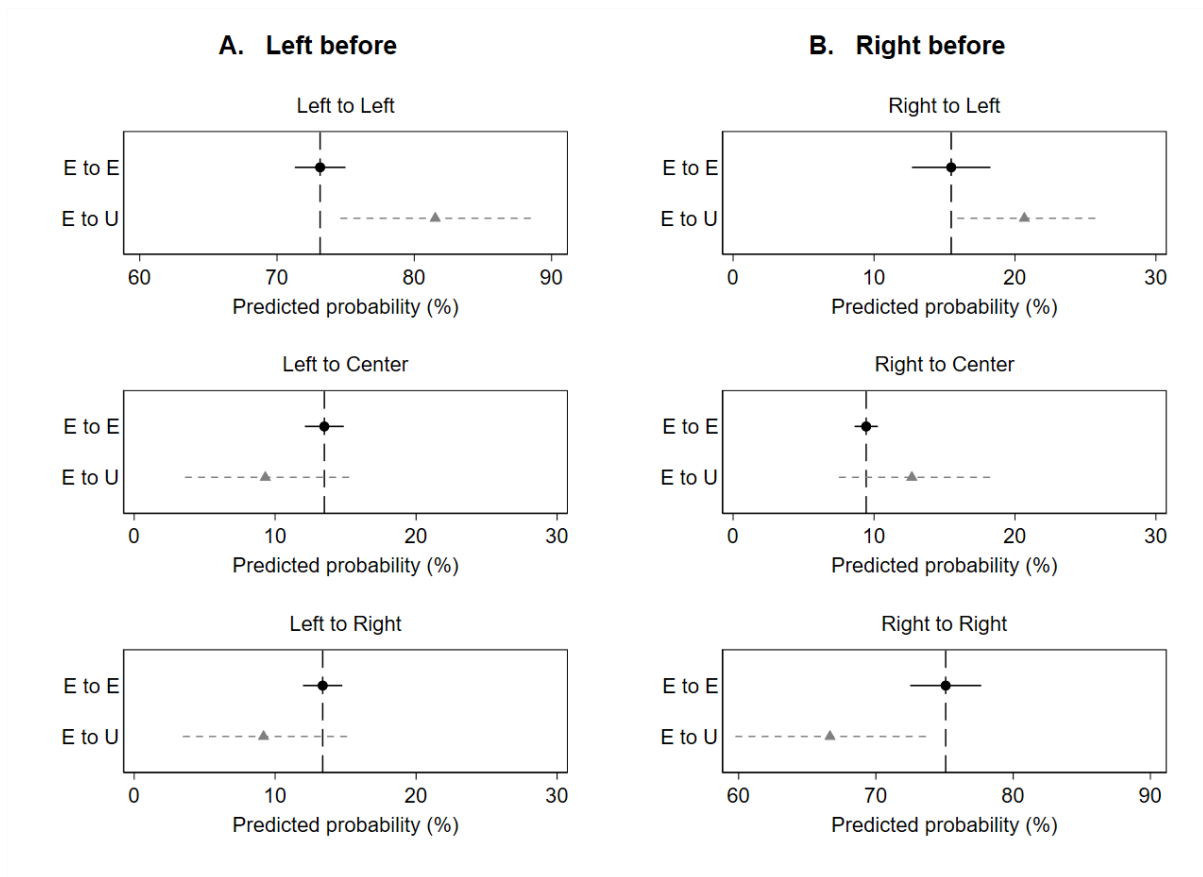 A. Left before
Left to Left
E to E
E to U
60 70 80 90
Predicted probability (%)
Left to Center
E to E
E to U
0 10 20 30
Predicted probability (%)
Left to Right
E to E
E to U
0 10 20 30
Predicted probability (%)
B. Right before
Right to Left
E to E
E to U
0 10 20 30
Predicted probability (%)
Right to Center
E to E
E to U
0 10 20 30
Predicted probability (%)
Right to Right
E to E
E to U
60 70 80 90
Predicted probability (%)